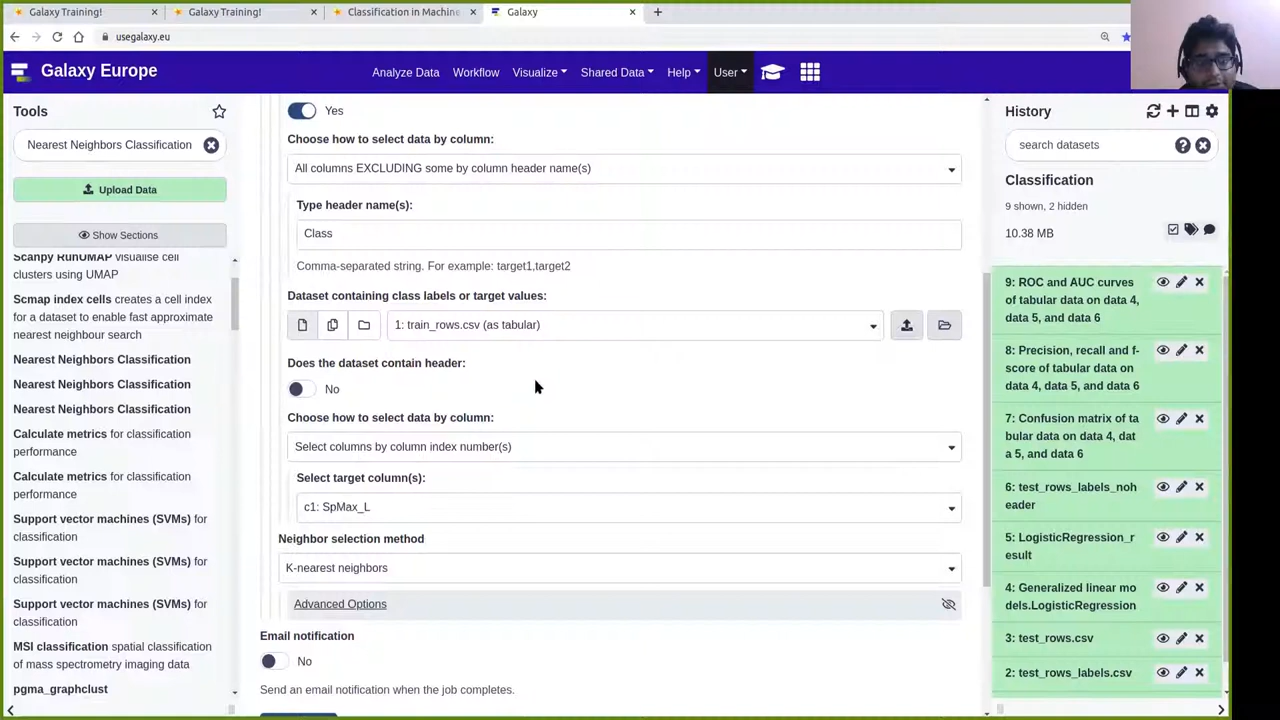 Galaxy Training!
Galaxy Training!
Classification in Machine
Galaxy
usegalaxy.eu
Galaxy Europe
Analyze Data
Workflow
Visualize
Shared Data
Help
User
Tools
Nearest Neighbors Classification
Upload Data
Show Sections
Scanpy RunUMAP visualise cell
clusters using UMAP
Scmap index cells creates a cell index
for a dataset to enable fast approximate
nearest neighbour search
Nearest Neighbors Classification
Nearest Neighbors Classification
Nearest Neighbors Classification
Calculate metrics for classification
performance
Calculate metrics for classification
performance
Support vector machines (SVMs) for
classification
Support vector machines (SVMs) for
classification
Support vector machines (SVMs) for
classification
MSI classification spatial classification
of mass spectrometry imaging data
pgma_graphclust
Yes
Choose how to select data by column:
All columns EXCLUDING some by column header name(s)
Type header name(s):
Class
Comma-separated string. For example: target1,target2
Dataset containing class labels or target values:
1: train_rows.csv (as tabular)
Does the dataset contain header:
No
Choose how to select data by column:
Select columns by column index number(s)
Select target column(s):
c1: SpMax_L
Neighbor selection method
K-nearest neighbors
Advanced Options
Email notification
No
Send an email notification when the job completes.
History
search datasets
Classification
9 shown, 2 hidden
10.38 MB
9: ROC and AUC curves
of tabular data on data 4,
data 5, and data 6
8: Precision, recall and f-
score of tabular data on
data 4, data 5, and data 6
7: Confusion matrix of ta
bular data on data 4, dat
a 5, and data 6
6: test_rows_labels_noh
eader
5: LogisticRegression_r
esult
4: Generalized linear mo
dels.LogisticRegression
3: test_rows.csv
2: test_rows_labels.csv